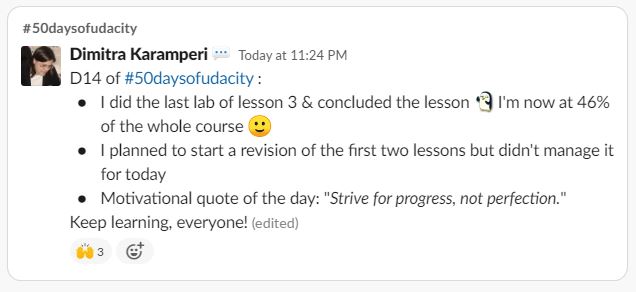 #50daysofudacity
Dimitra Karamperi Today at 11:24 PM
D14 of #50daysofudacity :
• I did the last lab of lesson 3 & concluded the lesson I'm now at 46%
of the whole course
• I planned to start a revision of the first two lessons but didn't manage it
for today
• Motivational quote of the day: "Strive for progress, not perfection."
Keep learning, everyone! (edited)
3